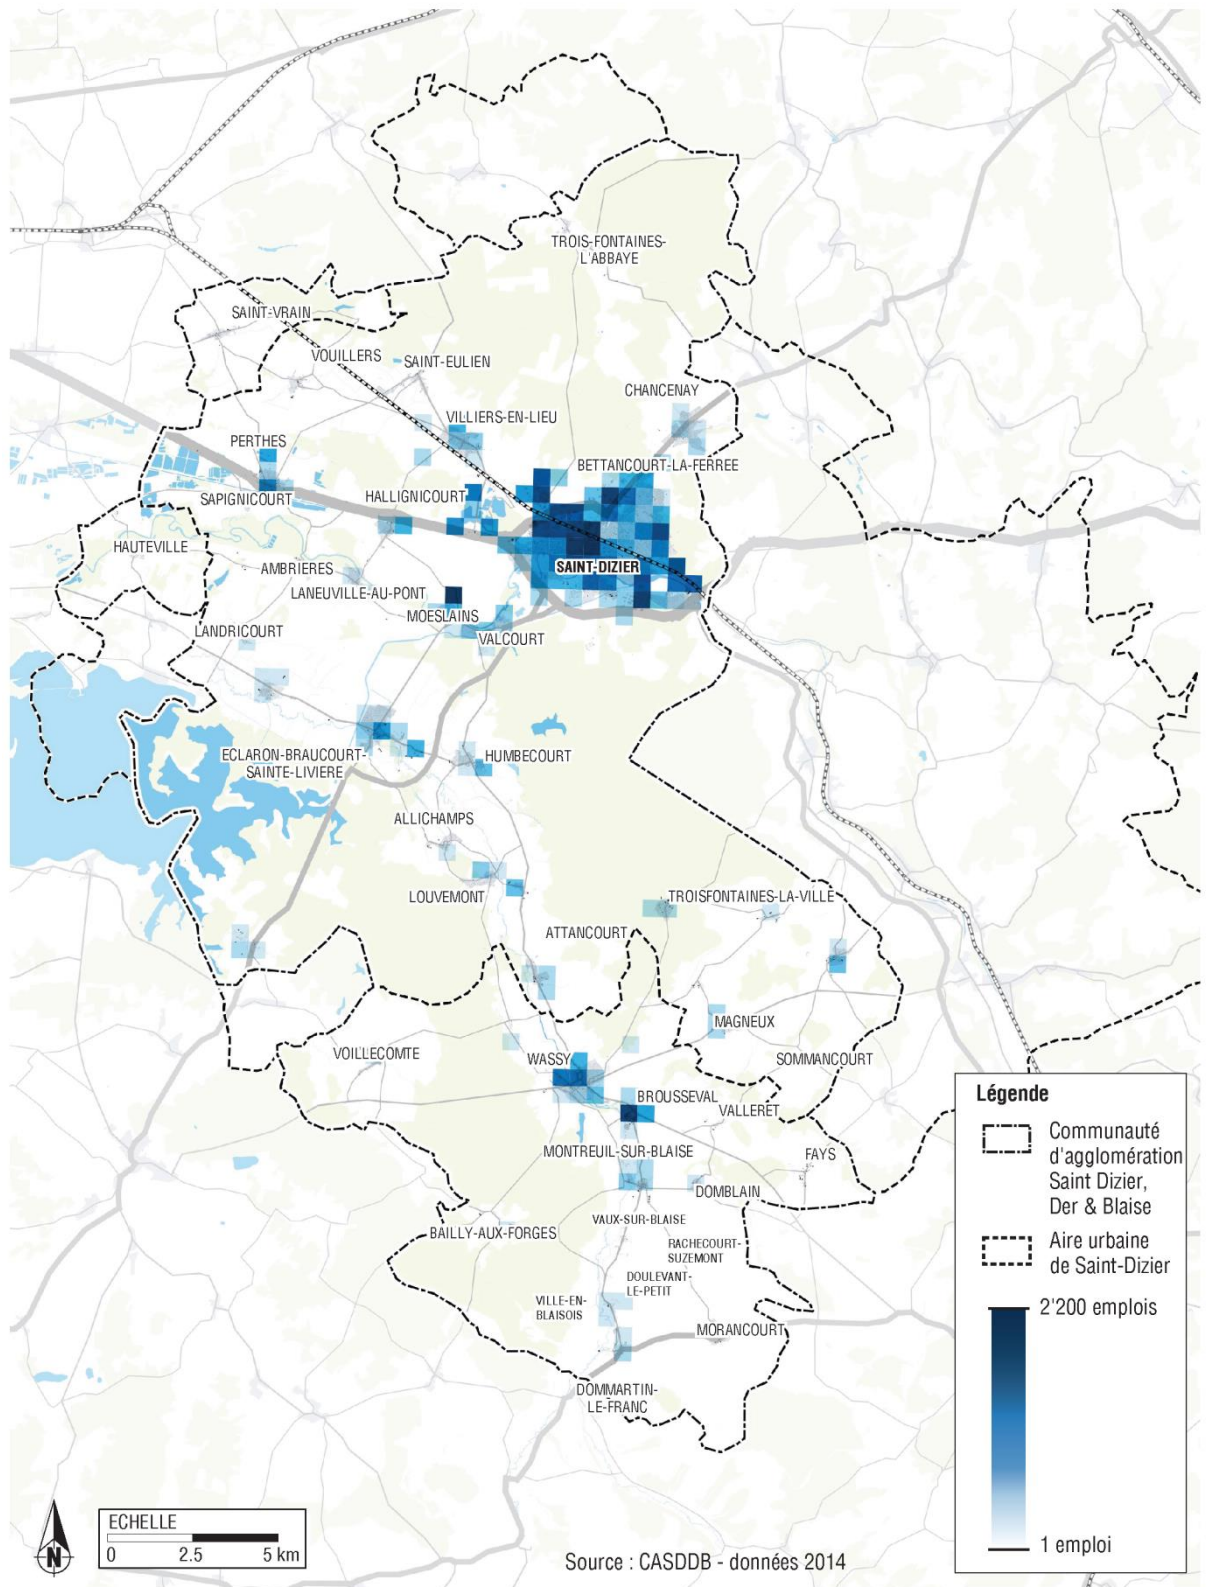 TROIS-FONTAINES-
L'ABBAYE
SAINT-VRAIN
VOUILLERS
SAINT-EULIEN
CHANCENAY
VILLIERS-EN-LIEU
PERTHES
BETTANCOURT-LA-FERREE
SAPIGNICOURT
HALLIGNICOURT
HAUTEVILLE
AMBRIERES
SAINT-DIZIER
LANEUVILLE-AU-PONT
MOESLAINS
LANDRICOURT
VALCOURT
ECLARON-BRAUCOURT-
SAINTE-LIVIERE
HUMBECOURT
ALLICHAMPS
LOUVEMONT
TROISFONTAINES-LA-VILLE
ATTANCOURT
MAGNEUX
VOILLECOMTE
WASSY
SOMMANCOURT
BROUSSEVAL
VALLERET
MONTREUIL-SUR-BLAISE
FAYS
DOMBLAIN
VAUX-SUR-BLAISE
BAILLY-AUX-FORGES
RACHECOURT-
SUZEMONT
DOULEVANT-
LE-PETIT
VILLE-EN-
BLAISOIS
MORANCOURT
DOMMARTIN-
LE-FRANC
Légende
Communauté
d'agglomération
Saint Dizier,
Der & Blaise
Aire urbaine
de Saint-Dizier
2'200 emplois
1 emploi
N
ECHELLE
0 2.5 5 km
Source : CASDDB - données 2014